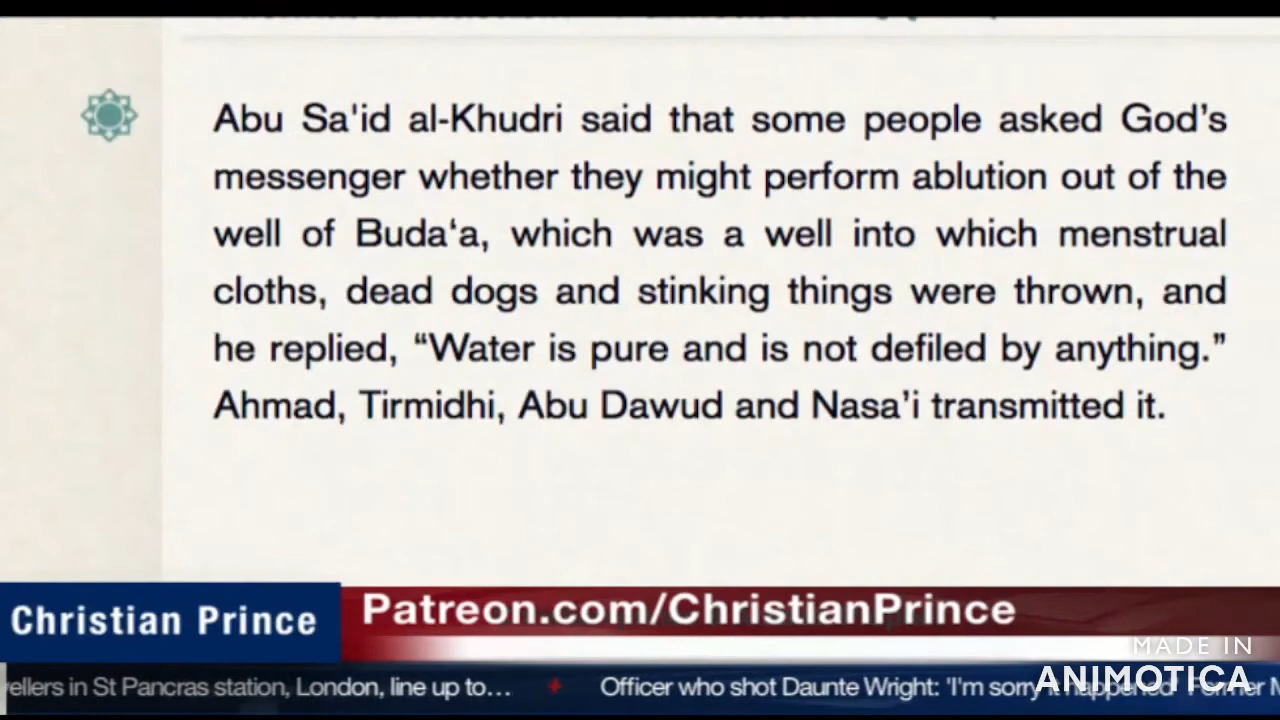 Abu Sa'id al-Khudri said that some people asked God's
messenger whether they might perform ablution out of the
well of Buda‘a, which was a well into which menstrual
cloths, dead dogs and stinking things were thrown, and
he replied, “Water is pure and is not defiled by anything.”
Ahmad, Tirmidhi, Abu Dawud and Nasa’i transmitted it.
Christian Prince
Patreon.com/ChristianPrince
MADE IN
ANIMOTICA
in St Pancras station, London, line up to... Officer who shot Daunte Wright: 'I'm sorry it happened'